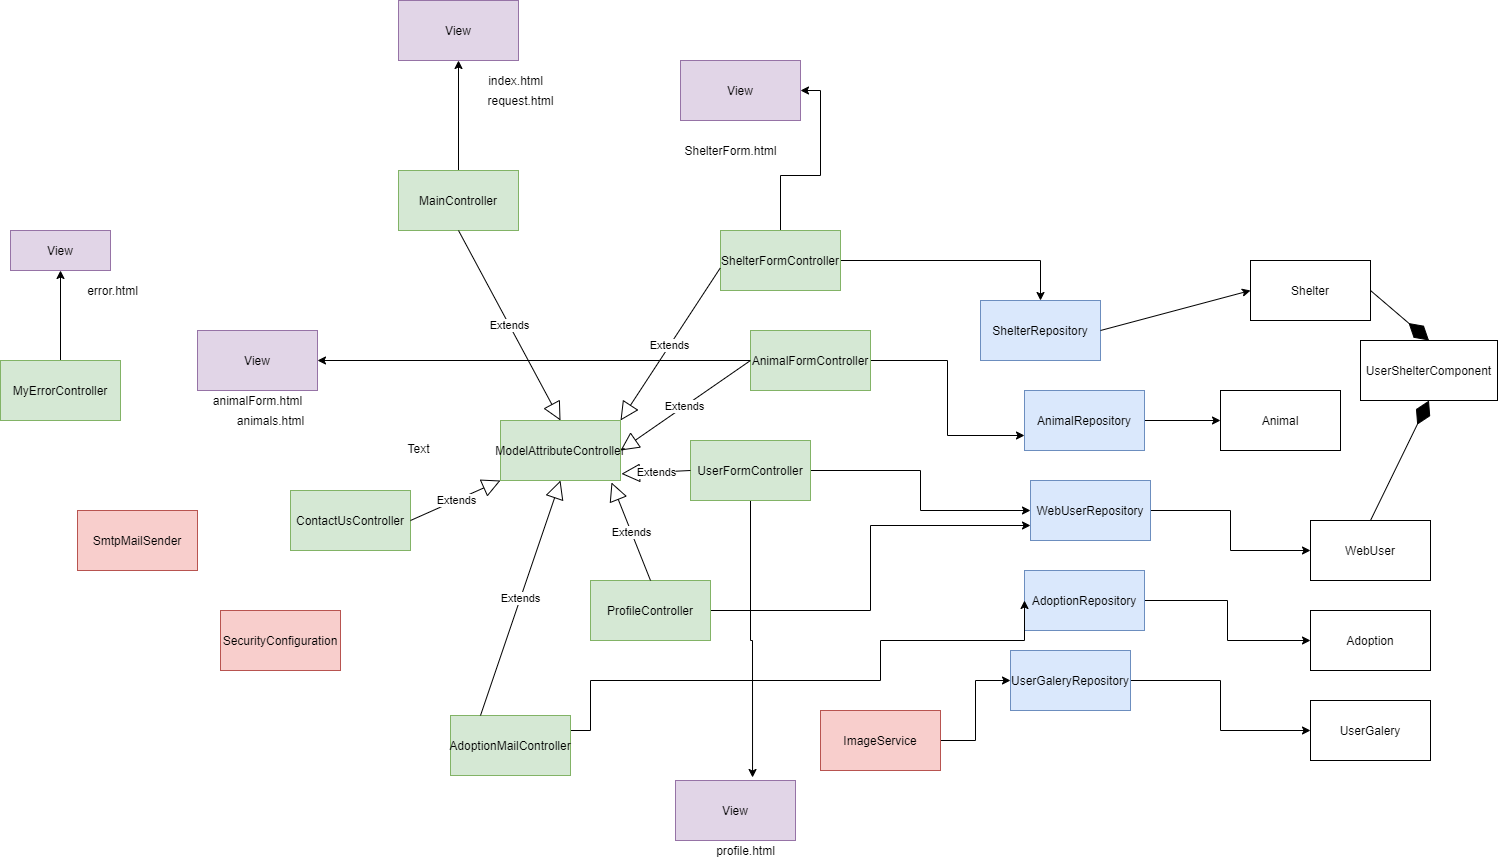 View
index.html
request.html
View
ShelterForm.html
MainController
View
error.html
ShelterFormController
Shelter
Extends
View
animalForm.html
animals.html
Extends
AnimalFormController
ShelterRepository
UserShelterComponent
MyErrorController
Extends
AnimalRepository
Animal
Text
ModelAttributeController
Extends
UserFormController
ContactUsController
Extends
WebUserRepository
WebUser
SmtpMailSender
Extends
SecurityConfiguration
Extends
ProfileController
AdoptionRepository
Adoption
UserGaleryRepository
UserGalery
AdoptionMailController
ImageService
View
profile.html